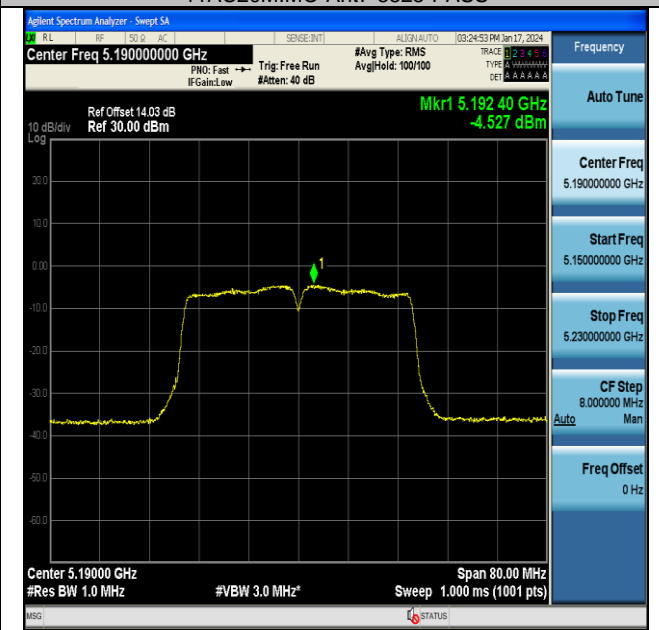 Agilent Spectrum Analyzer - Swept SA
RL RF 50 Ω AC SENSE:INT ALIGN AUTO 03:24:53 PM Jan 17, 2024
Center Freq 5.190000000 GHz #Avg Type: RMS TRACE 1 2 3 4 5 6
PNO: Fast Trig: Free Run Avg|Hold: 100/100 TYPE A WWWWW
IFGain:Low #Atten: 40 dB DET A A A A A A
Mkr1 5.192 40 GHz
-4.527 dBm
Ref Offset 14.03 dB
10 dB/div Ref 30.00 dBm
Log
20.0
10.0
0.00
1
-10.0
-20.0
-30.0
-40.0
-50.0
-60.0
Center 5.19000 GHz Span 80.00 MHz
#Res BW 1.0 MHz #VBW 3.0 MHz* Sweep 1.000 ms (1001 pts)
MSG STATUS
Frequency
Auto Tune
Center Freq
5.190000000 GHz
Start Freq
5.150000000 GHz
Stop Freq
5.230000000 GHz
CF Step
8.000000 MHz
Auto Man
Freq Offset
0 Hz